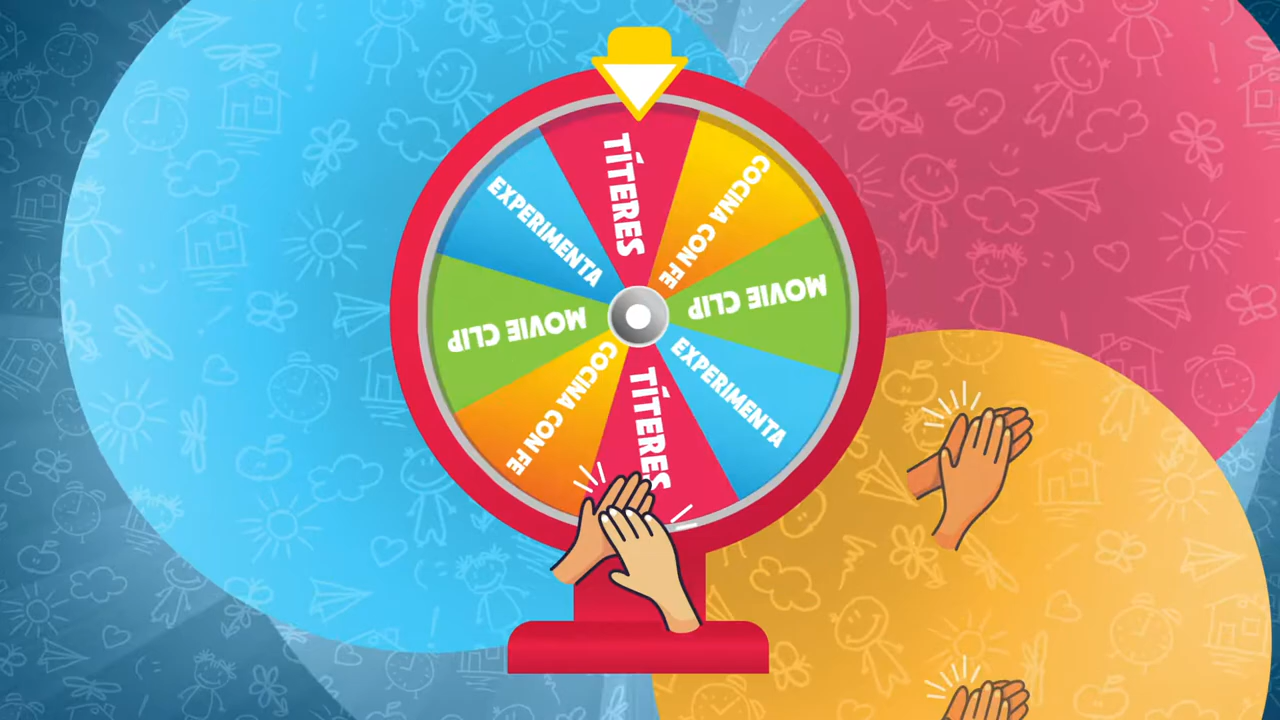 TÍTERES
COCINA CON FE
MOVIE CLIP
EXPERIMENTA
TÍTERES
COCINA CON FE
MOVIE CLIP
EXPERIMENTA